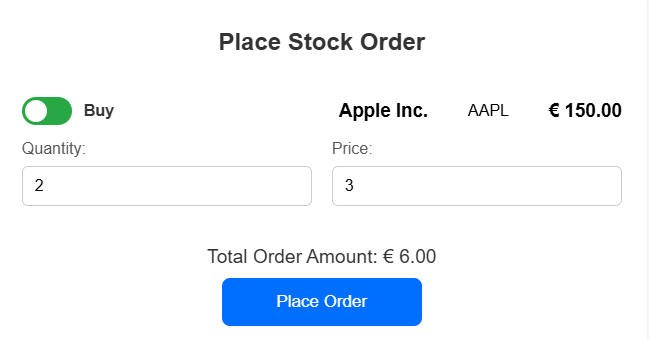 Place Stock Order
Buy Apple Inc. AAPL € 150.00
Quantity: Price:
2 3
Total Order Amount: € 6.00
Place Order